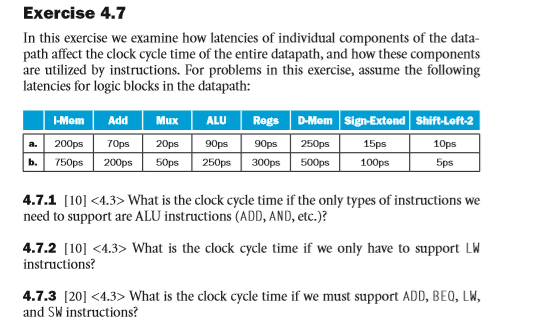 Exercise 4.7
In this exercise we examine how latencies of individual components of the data-
path affect the clock cycle time of the entire datapath, and how these components
are utilized by instructions. For problems in this exercise, assume the following
latencies for logic blocks in the datapath:
I-Mem Add Mux ALU Regs D-Mem Sign-Extend Shift-Left-2
a. 200ps 70ps 20ps 90ps 90ps 250ps 15ps 10ps
b. 750ps 200ps 50ps 250ps 300ps 500ps 100ps 5ps
4.7.1 [10] <4.3> What is the clock cycle time if the only types of instructions we
need to support are ALU instructions (ADD, AND, etc.)?
4.7.2 [10] <4.3> What is the clock cycle time if we only have to support LW
instructions?
4.7.3 [20] <4.3> What is the clock cycle time if we must support ADD, BEQ, LW,
and SW instructions?